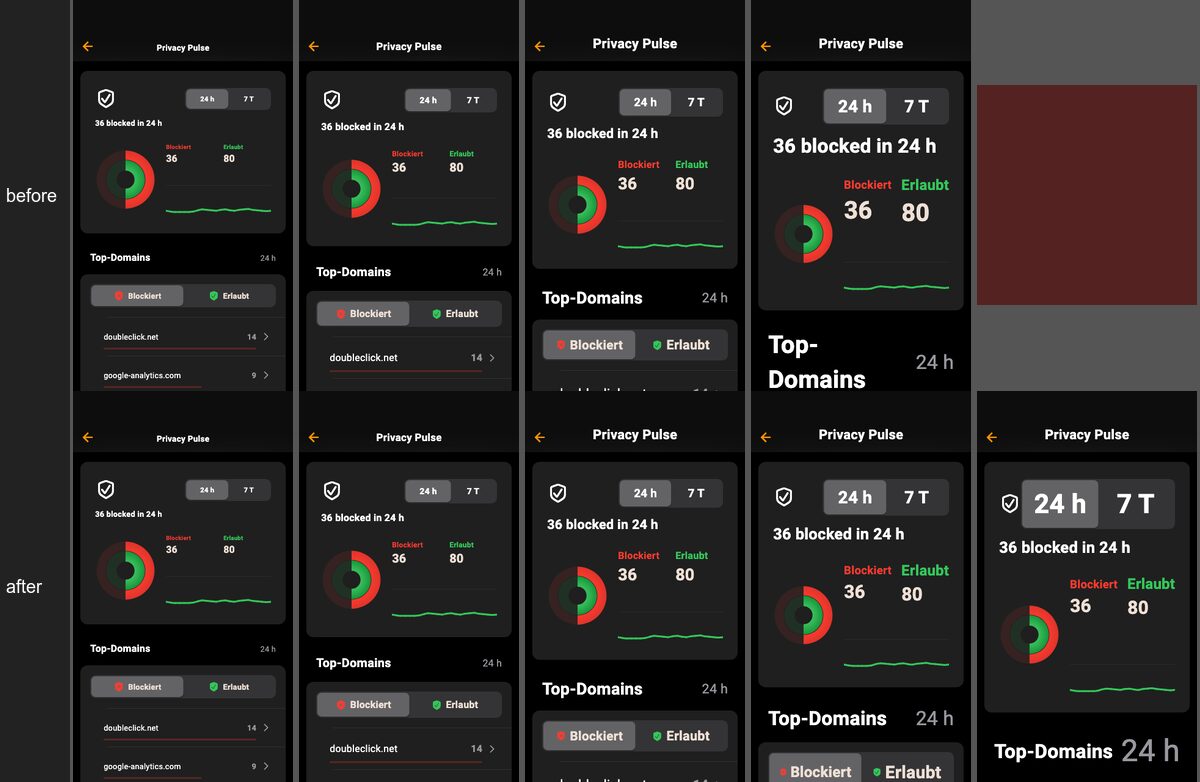 before
Privacy Pulse
24 h 7 T
36 blocked in 24 h
Blockiert Erlaubt
36 80
Top-Domains 24 h
Blockiert Erlaubt
doubleclick.net 14
google-analytics.com 9
Privacy Pulse
24 h 7 T
36 blocked in 24 h
Blockiert Erlaubt
36 80
Top-Domains 24 h
Blockiert Erlaubt
doubleclick.net 14
Privacy Pulse
24 h 7 T
36 blocked in 24 h
Blockiert Erlaubt
36 80
Top-Domains 24 h
Blockiert Erlaubt
Privacy Pulse
24 h 7 T
36 blocked in 24 h
Blockiert Erlaubt
36 80
Top-
Domains 24 h
after
Privacy Pulse
24 h 7 T
36 blocked in 24 h
Blockiert Erlaubt
36 80
Top-Domains 24 h
Blockiert Erlaubt
doubleclick.net 14
google-analytics.com 9
Privacy Pulse
24 h 7 T
36 blocked in 24 h
Blockiert Erlaubt
36 80
Top-Domains 24 h
Blockiert Erlaubt
doubleclick.net 14
Privacy Pulse
24 h 7 T
36 blocked in 24 h
Blockiert Erlaubt
36 80
Top-Domains 24 h
Blockiert Erlaubt
Privacy Pulse
24 h 7 T
36 blocked in 24 h
Blockiert Erlaubt
36 80
Top-Domains 24 h
Blockiert Erlaubt
Privacy Pulse
24 h 7 T
36 blocked in 24 h
Blockiert Erlaubt
36 80
Top-Domains 24 h